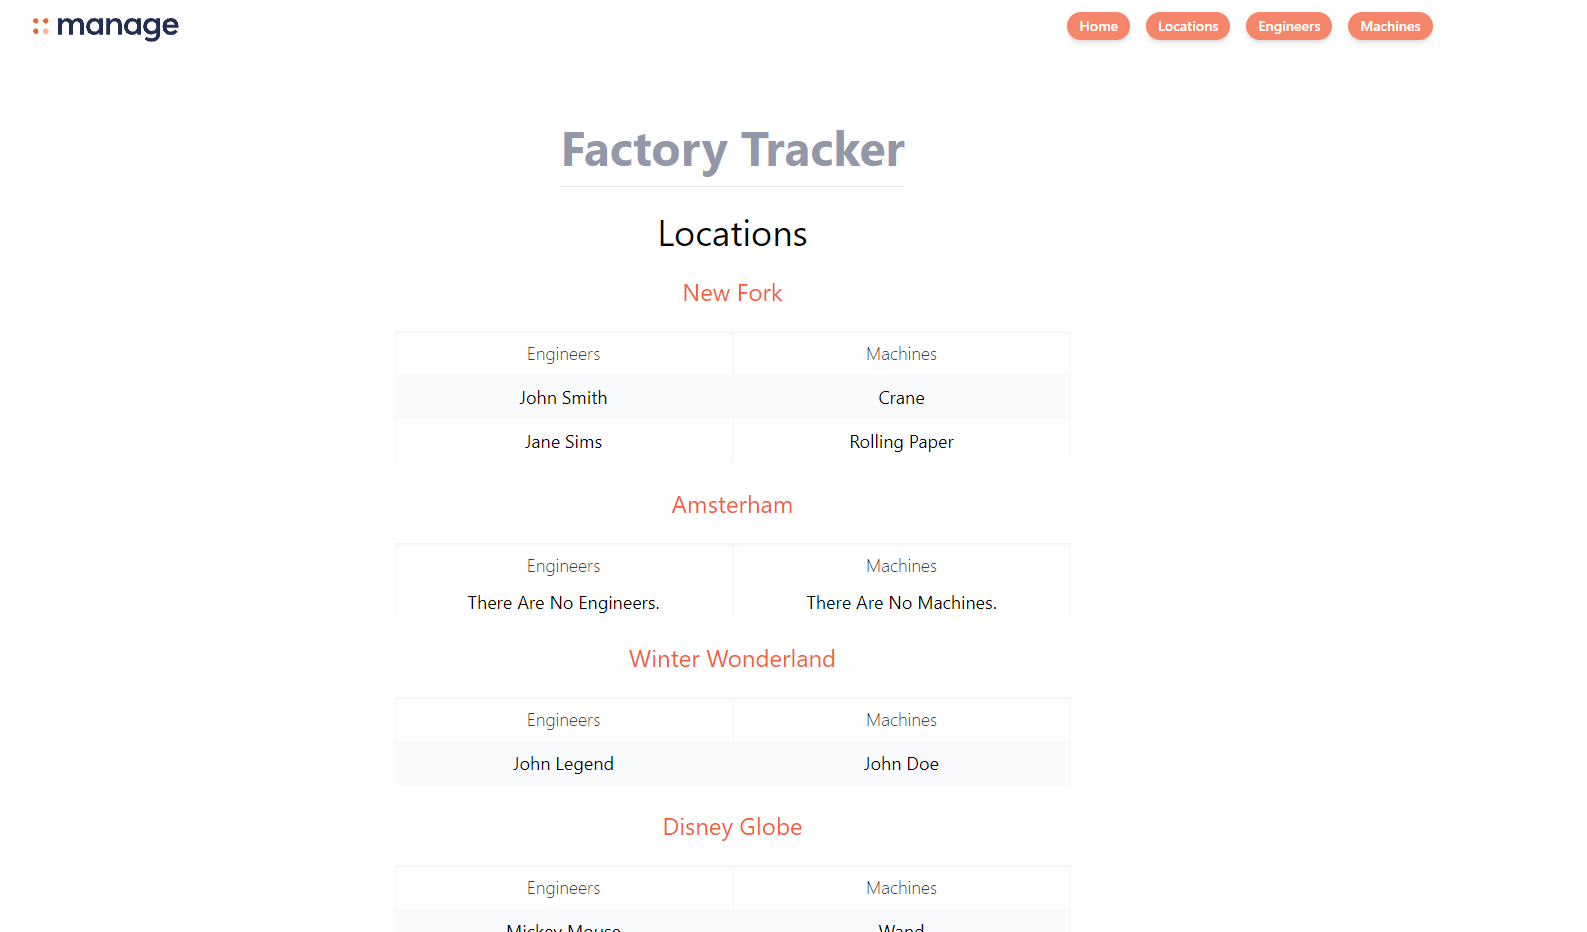 manage
Home Locations Engineers Machines
Factory Tracker
Locations
New Fork
Engineers Machines
John Smith Crane
Jane Sims Rolling Paper
Amsterham
Engineers Machines
There Are No Engineers. There Are No Machines.
Winter Wonderland
Engineers Machines
John Legend John Doe
Disney Globe
Engineers Machines
Mickey Mouse Wand